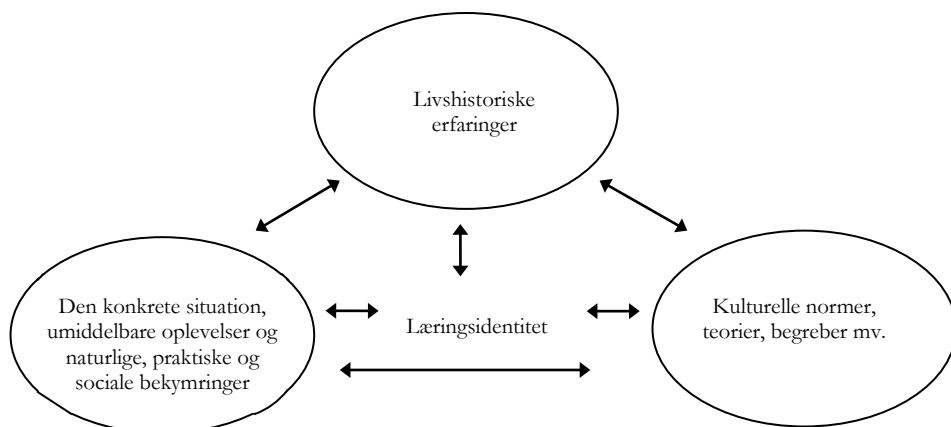 Livshistoriske
erfaringer
Den konkrete situation,
umiddelbare oplevelser og
naturlige, praktiske og
sociale bekymringer
Læringsidentitet
Kulturelle normer,
teorier, begreber mv.